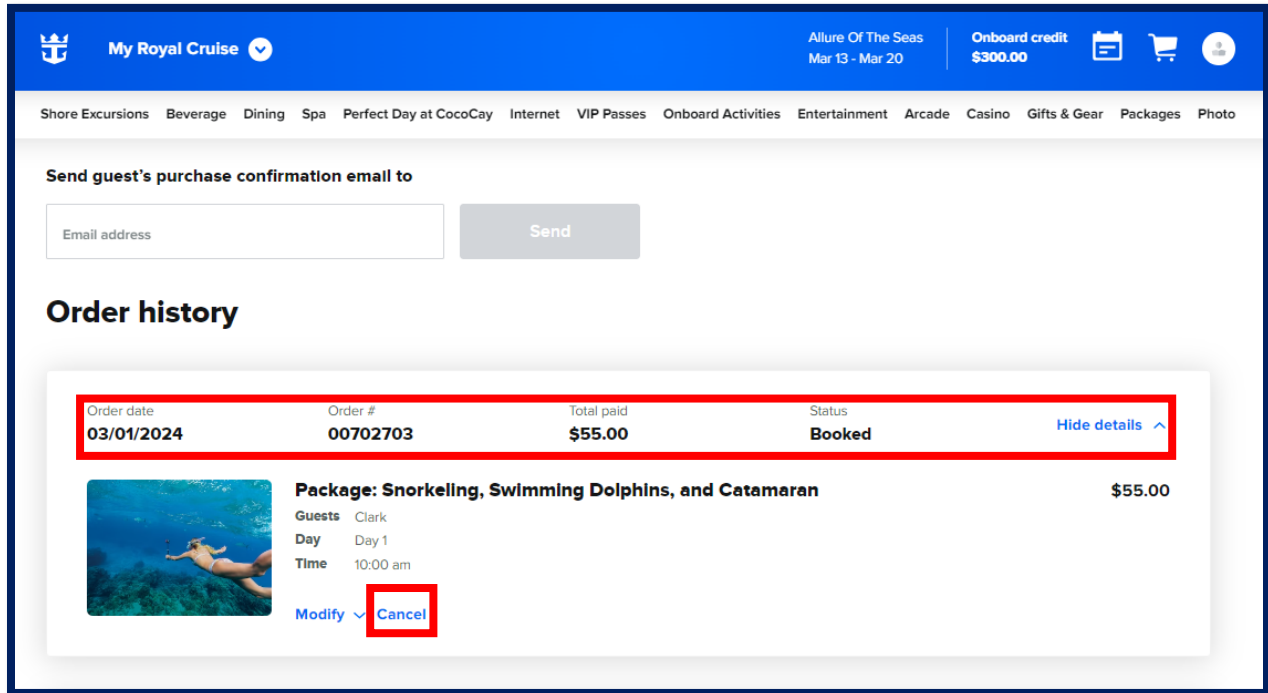 My Royal Cruise
Allure Of The Seas
Mar 13 - Mar 20
Onboard credit
$300.00
Shore Excursions Beverage Dining Spa Perfect Day at CocoCay Internet VIP Passes Onboard Activities Entertainment Arcade Casino Gifts & Gear Packages Photo
Send guest's purchase confirmation email to
Email address
Send
Order history
Order date Order # Total paid Status
03/01/2024 00702703 $55.00 Booked Hide details
Package: Snorkeling, Swimming Dolphins, and Catamaran $55.00
Guests Clark
Day Day 1
Time 10:00 am
Modify Cancel